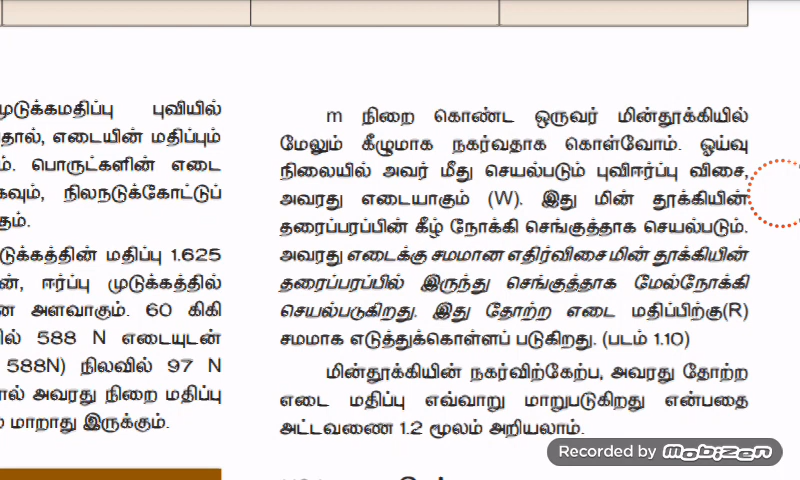 முடுக்கமதிப்பு புவியில்
எடையின் மதிப்பும்
பொருட்களின் எடை
நிலநடுக்கோட்டுப்
மதிப்பு 1.625
ஈர்ப்பு முடுக்கத்தில்
அளவாகும். 60 கிகி
588 N எடையுடன்
588N) நிலவில் 97 N
அவரது நிறை மதிப்பு
மாறாது இருக்கும்.
m நிறை கொண்ட ஒருவர் மின்தூக்கியில்
மேலும் கீழுமாக நகர்வதாக கொள்வோம். ஓய்வு
நிலையில் அவர் மீது செயல்படும் புவிஈர்ப்பு விசை,
அவரது எடையாகும் (W). இது மின் தூக்கியின்
தரைப்பரப்பின் கீழ் நோக்கி செங்குத்தாக செயல்படும்.
அவரது எடைக்கு சமமான எதிர்விசை மின் தூக்கியின்
தரைப்பரப்பில் இருந்து செங்குத்தாக மேல்நோக்கி
செயல்படுகிறது. இது தோற்ற எடை மதிப்பிற்கு(R)
சமமாக எடுத்துக்கொள்ளப் படுகிறது. (படம் 1.10)
மின்தூக்கியின் நகர்விற்கேற்ப, அவரது தோற்ற
எடை மதிப்பு எவ்வாறு மாறுபடுகிறது என்பதை
அட்டவணை 1.2 மூலம் அறியலாம்.
Recorded by mobizen